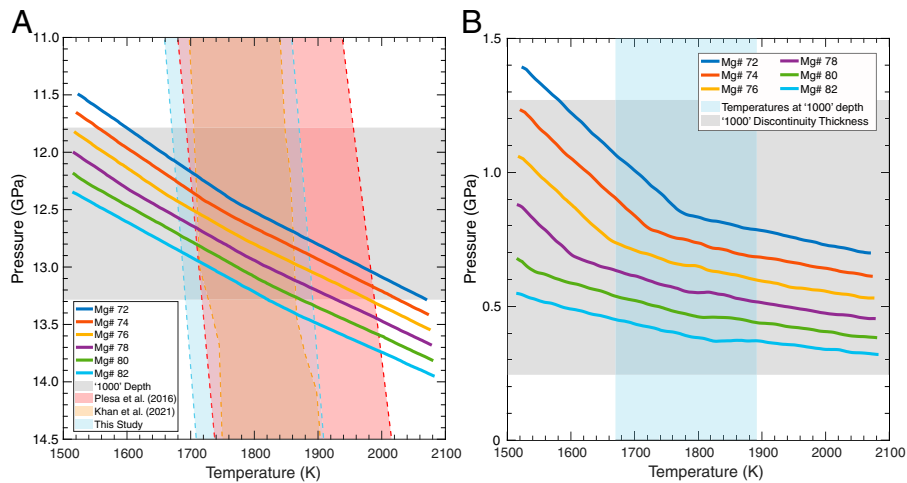 A
11.0
11.5
12.0
12.5
13.0
13.5
14.0
14.5
Pressure (GPa)
Mg# 72
Mg# 74
Mg# 76
Mg# 78
Mg# 80
Mg# 82
'1000' Depth
Plesa et al. (2016)
Khan et al. (2021)
This Study
1500 1600 1700 1800 1900 2000 2100
Temperature (K)
B
1.5
1.0
0.5
0
Pressure (GPa)
Mg# 72 Mg# 78
Mg# 74 Mg# 80
Mg# 76 Mg# 82
Temperatures at '1000' depth
'1000' Discontinuity Thickness
1500 1600 1700 1800 1900 2000 2100
Temperature (K)